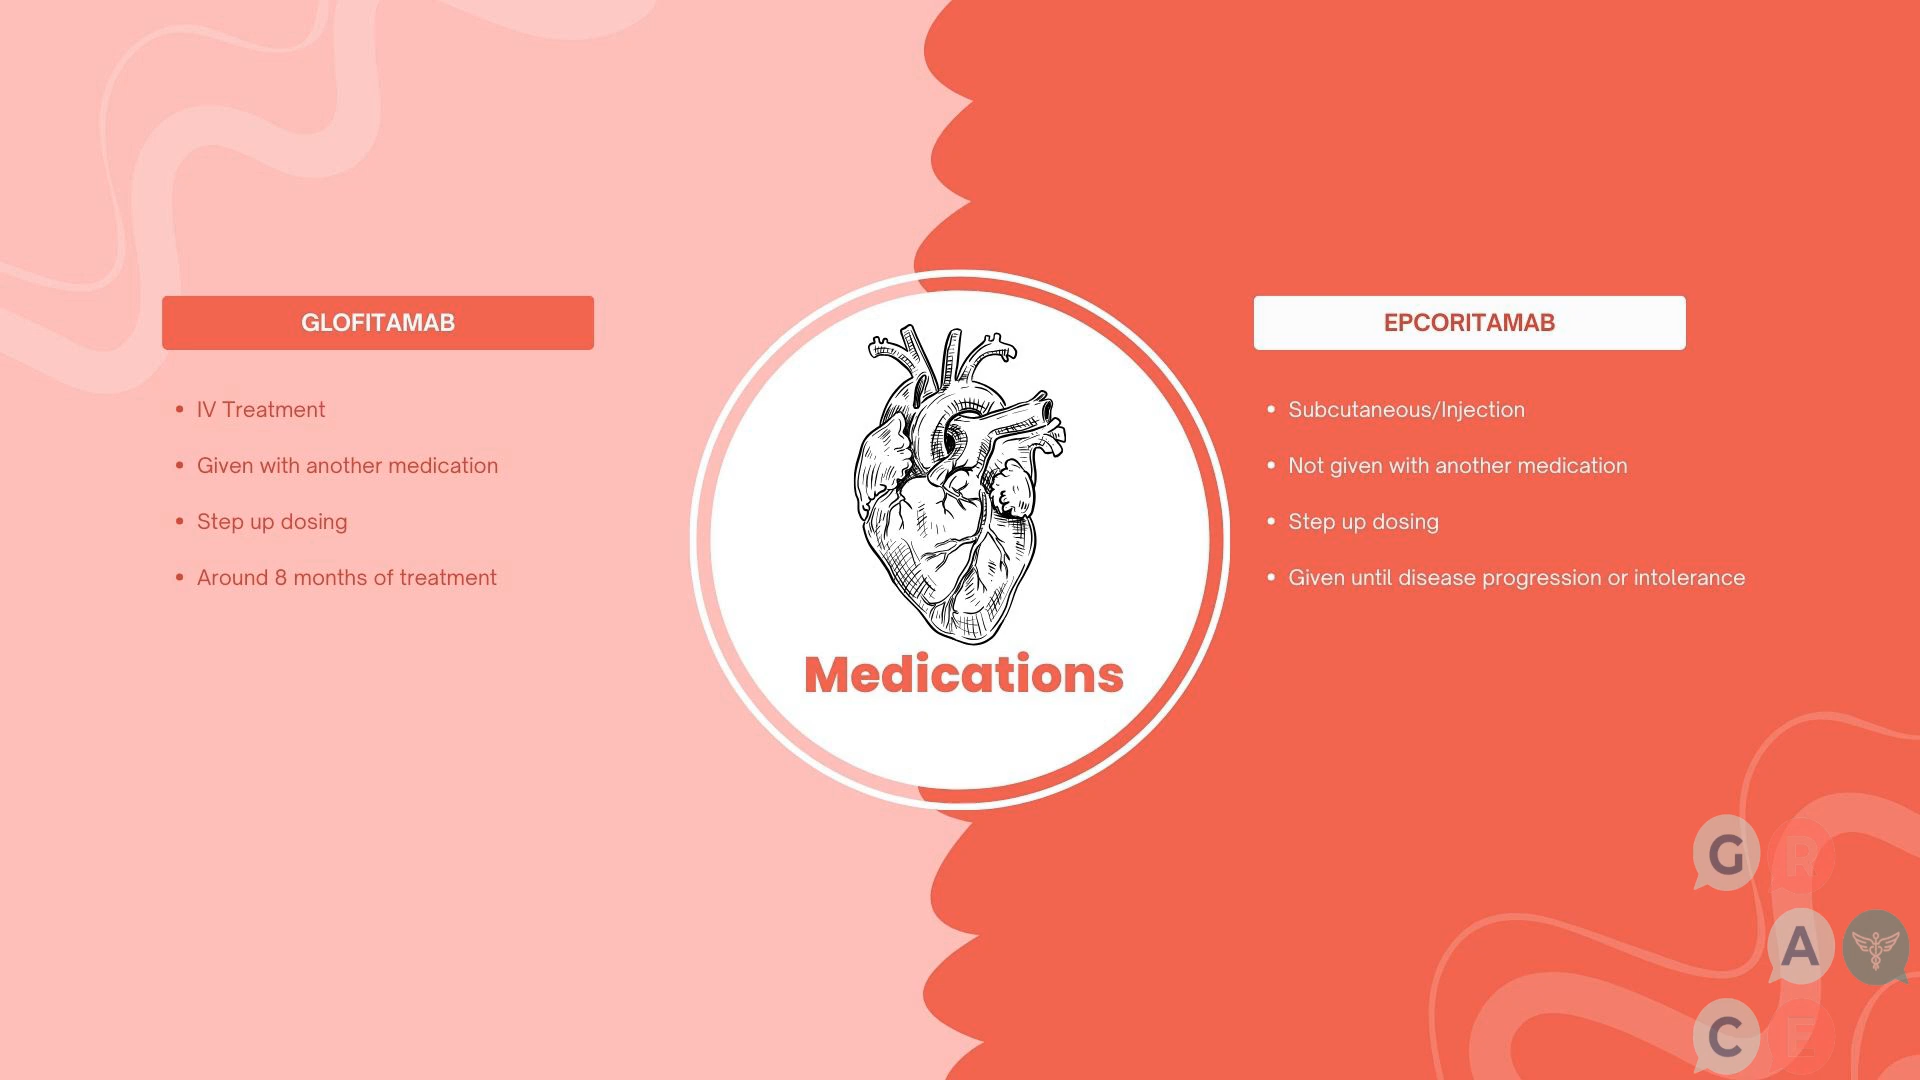 GLOFITAMAB
IV Treatment
Given with another medication
Step up dosing
Around 8 months of treatment
Medications
EPCORITAMAB
Subcutaneous/Injection
Not given with another medication
Step up dosing
Given until disease progression or intolerance
G R
A
C E